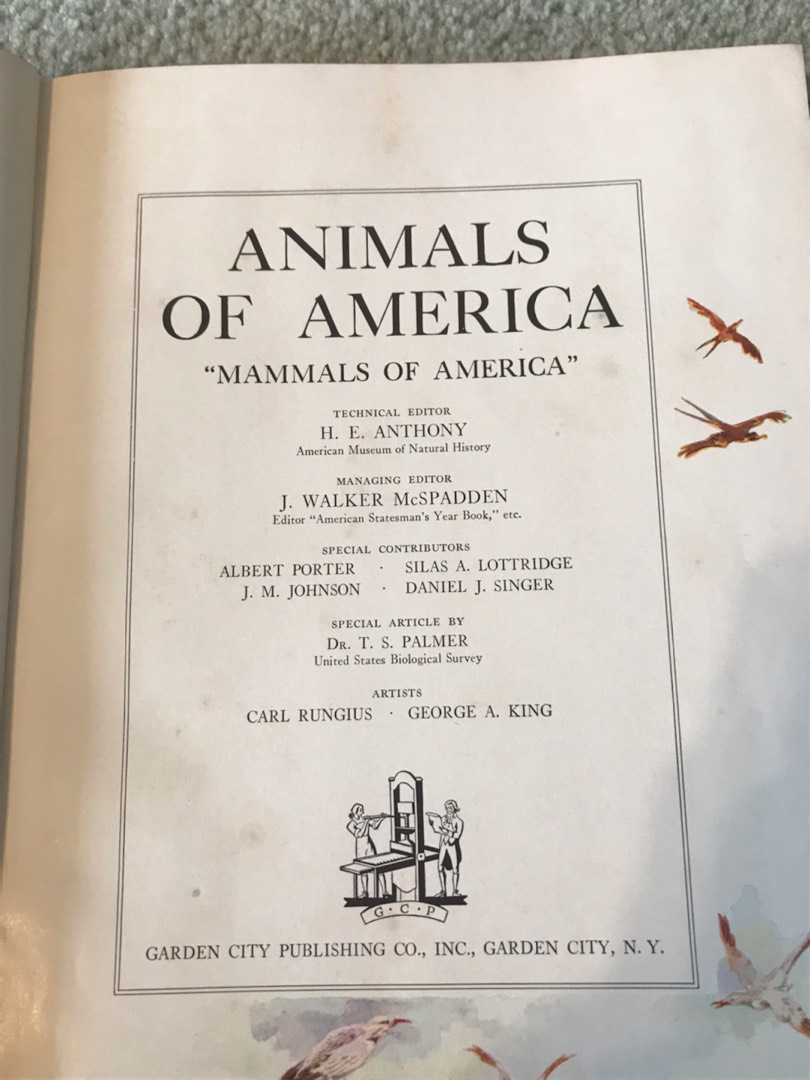 ANIMALS
OF AMERICA
"MAMMALS OF AMERICA"
TECHNICAL EDITOR
H. E. ANTHONY
American Museum of Natural History
MANAGING EDITOR
J. WALKER McSPADDEN
Editor "American Statesman's Year Book," etc.
SPECIAL CONTRIBUTORS
ALBERT PORTER · SILAS A. LOTTRIDGE
J. M. JOHNSON · DANIEL J. SINGER
SPECIAL ARTICLE BY
DR. T. S. PALMER
United States Biological Survey
ARTISTS
CARL RUNGIUS · GEORGE A. KING
G·C·P
GARDEN CITY PUBLISHING CO., INC., GARDEN CITY, N. Y.